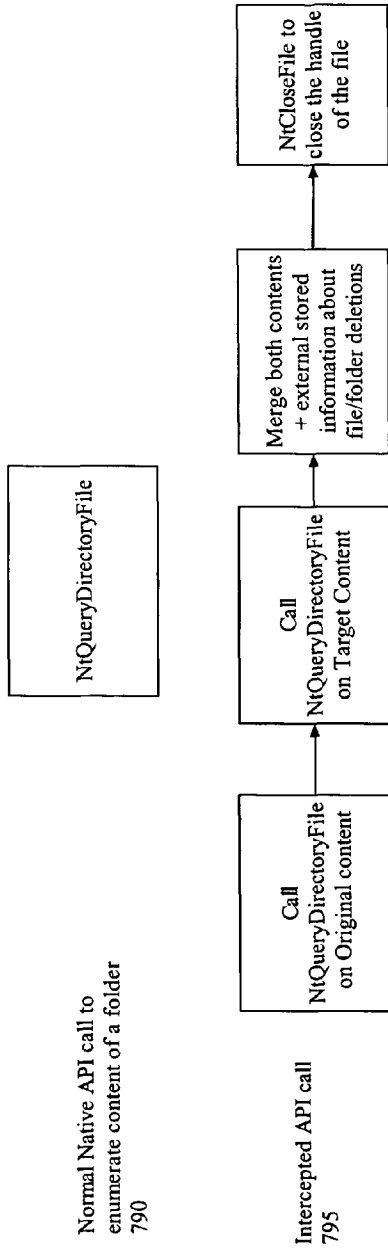 Normal Native API call to
enumerate content of a folder
790
NtQueryDirectoryFile
Intercepted API call
795
Call
NtQueryDirectoryFile
on Original content
Call
NtQueryDirectoryFile
on Target Content
Merge both contents
+ external stored
information about
file/folder deletions
NtCloseFile to
close the handle
of the file